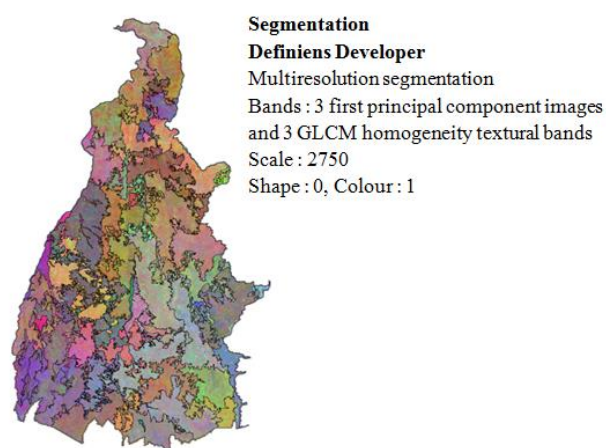 Segmentation
Definiens Developer
Multiresolution segmentation
Bands : 3 first principal component images
and 3 GLCM homogeneity textural bands
Scale : 2750
Shape : 0, Colour : 1